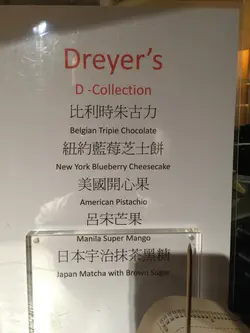 Dreyer's
D -Collection
比利時朱古力
Belgian Triple Chocolate
紐約藍莓芝士餅
New York Blueberry Cheesecake
美國開心果
American Pistachio
呂宋芒果
Manila Super Mango
日本宇治抹茶黑糖
Japan Matcha with Brown Sugar